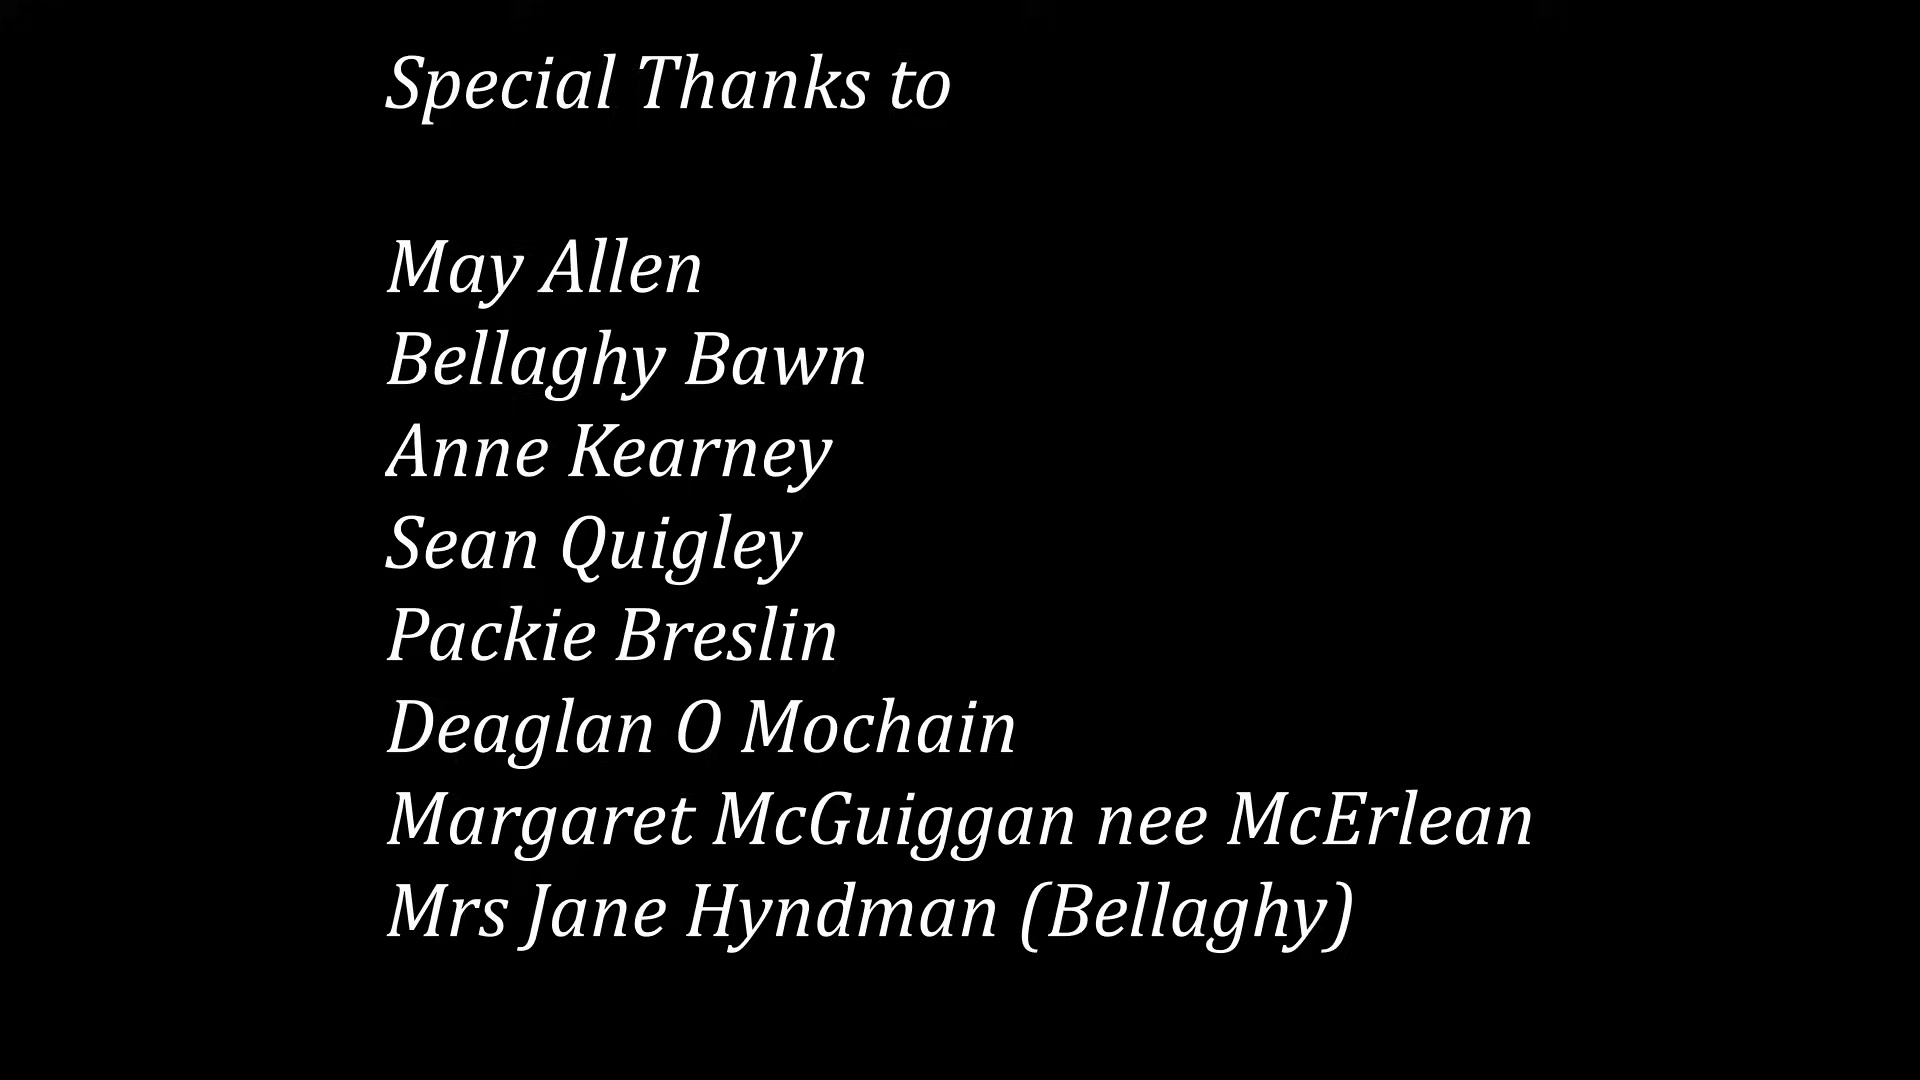 Special Thanks to
May Allen
Bellaghy Bawn
Anne Kearney
Sean Quigley
Packie Breslin
Deaglan O Mochain
Margaret McGuiggan nee McErlean
Mrs Jane Hyndman (Bellaghy)